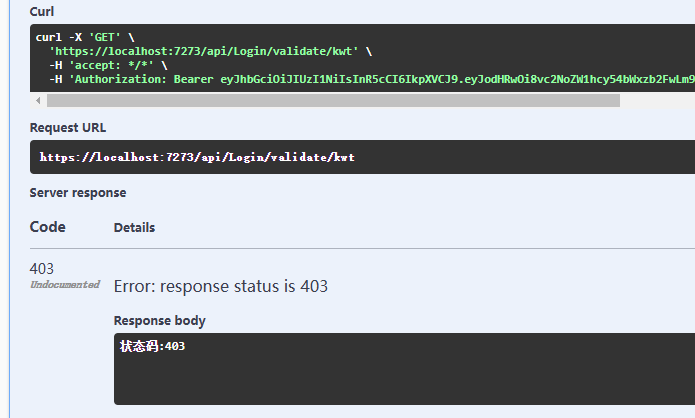 Curl
curl -X 'GET' \
'https://localhost:7273/api/Login/validate/kwt' \
-H 'accept: */*' \
-H 'Authorization: Bearer eyJhbGciOiJIUzI1NiIsInR5cCI6IkpXVCJ9.eyJodHRwOi8vc2NoZW1hcy54bWxzb2FwLm9
Request URL
https://localhost:7273/api/Login/validate/kwt
Server response
Code Details
403
Undocumented
Error: response status is 403
Response body
状态码:403